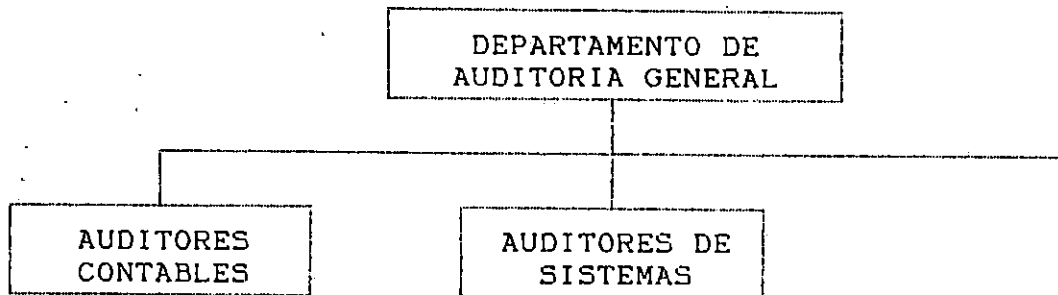 DEPARTAMENTO DE
AUDITORIA GENERAL
AUDITORES
CONTABLES
AUDITORES DE
SISTEMAS